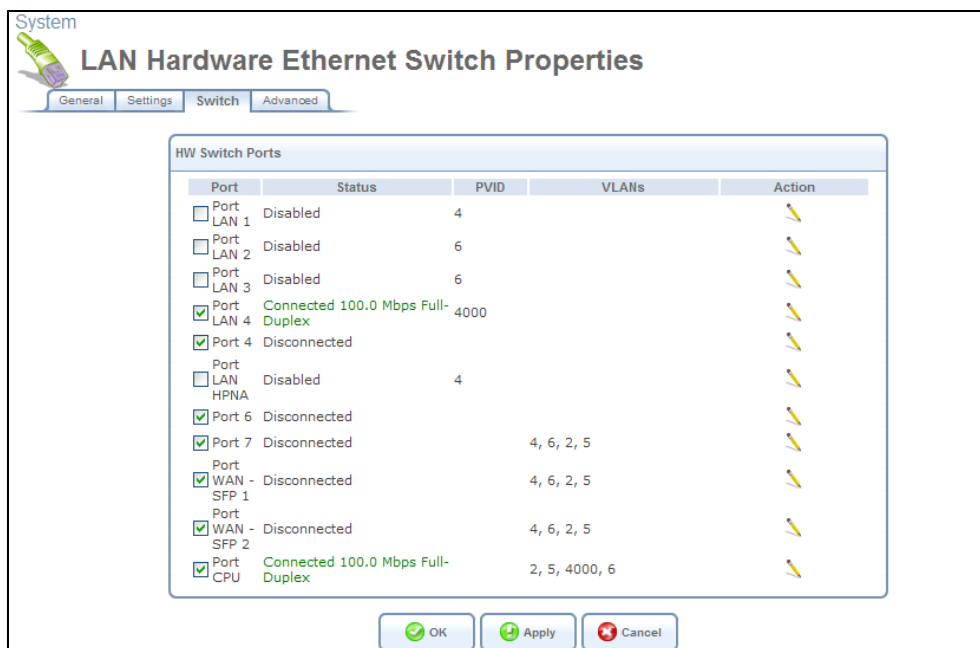 System
LAN Hardware Ethernet Switch Properties
General Settings Switch Advanced
HW Switch Ports
Port Status PVID VLANs Action
Port LAN 1 Disabled 4
Port LAN 2 Disabled 6
Port LAN 3 Disabled 6
Port LAN 4 Connected 100.0 Mbps Full-Duplex 4000
Port 4 Disconnected
Port LAN HPNA Disabled 4
Port 6 Disconnected
Port 7 Disconnected 4, 6, 2, 5
Port WAN - SFP 1 Disconnected 4, 6, 2, 5
Port WAN - SFP 2 Disconnected 4, 6, 2, 5
Port CPU Connected 100.0 Mbps Full-Duplex 2, 5, 4000, 6
OK Apply Cancel